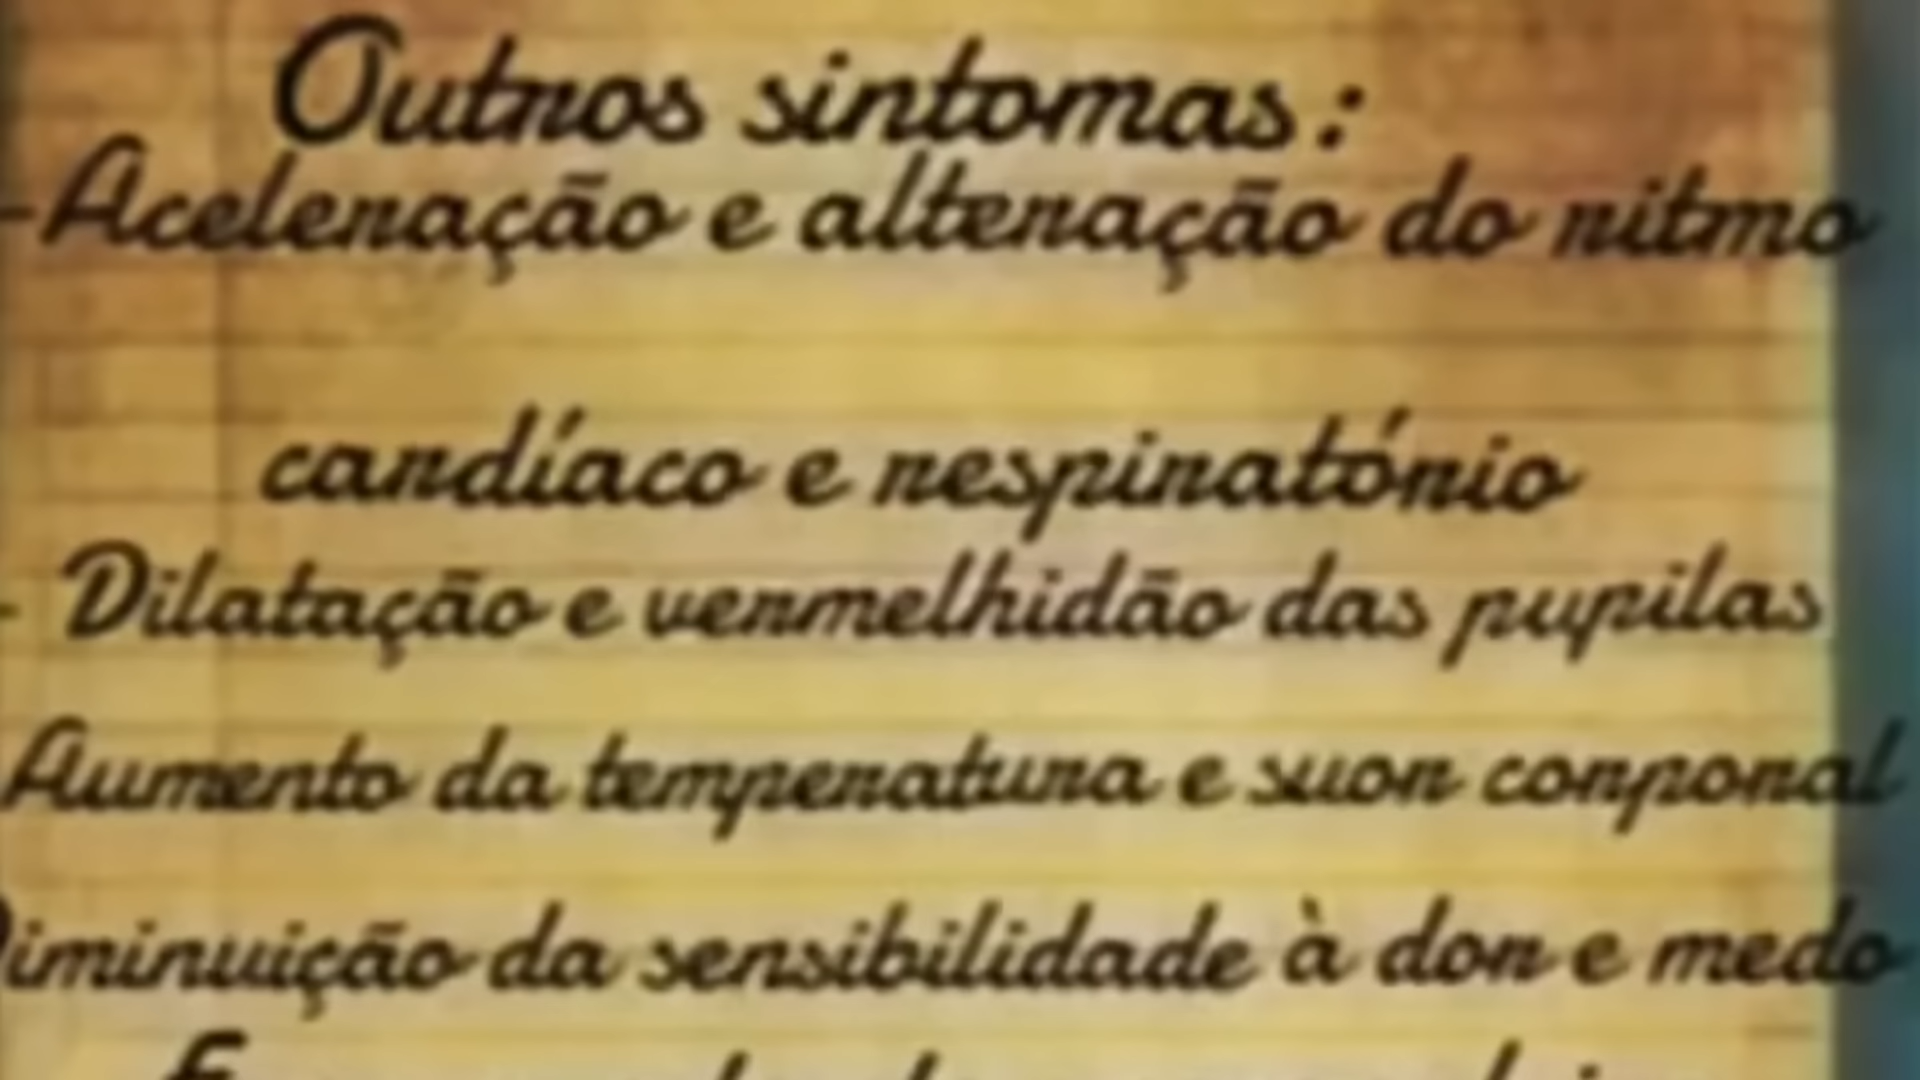 Outros sintomas:
-Aceleração e alteração do ritmo
cardíaco e respiratório
- Dilatação e vermelhidão das pupilas
Aumento da temperatura e suor corporal
Diminuição da sensibilidade à dor e medo